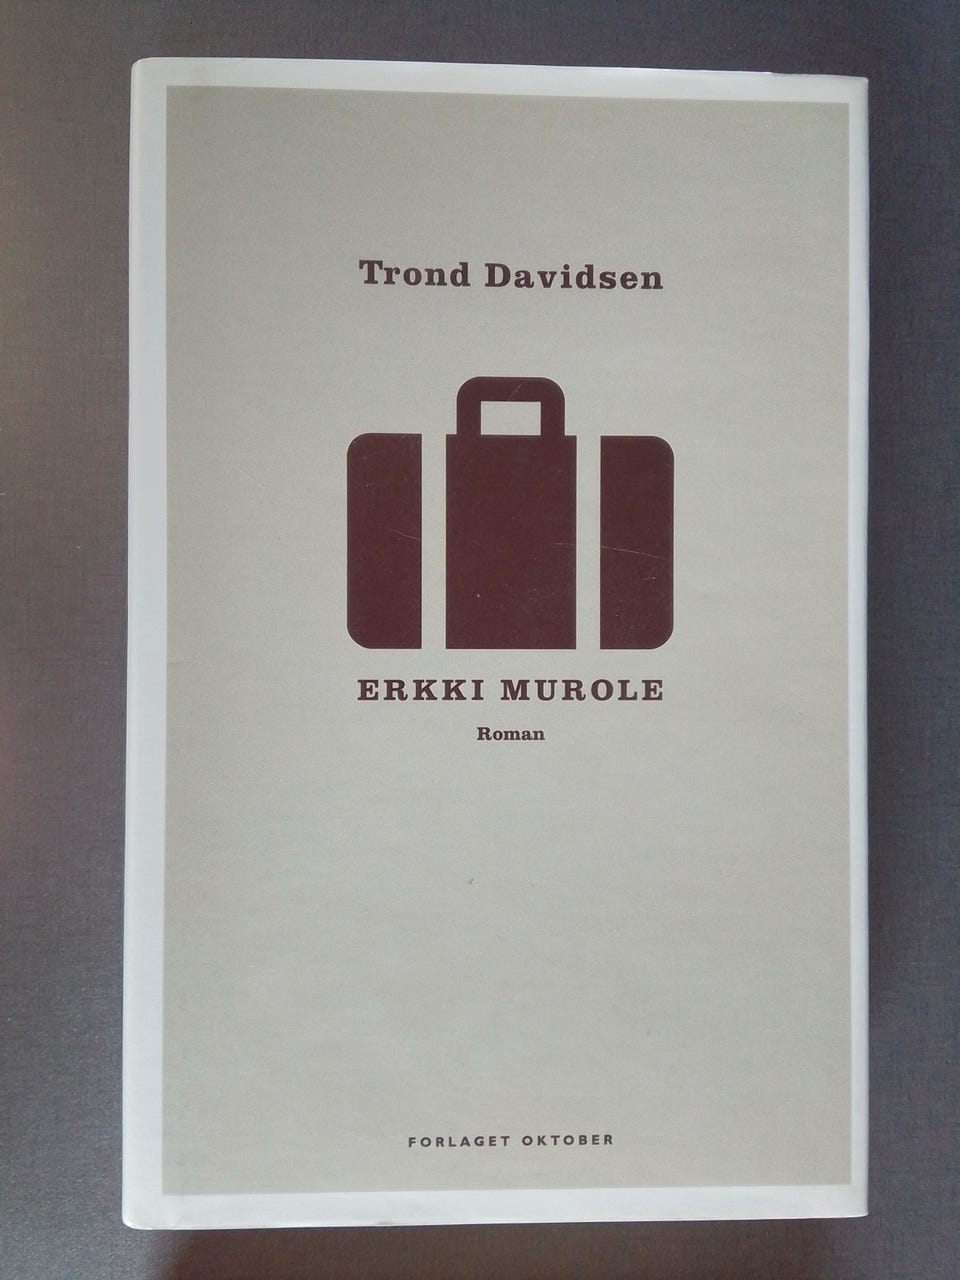 Trond Davidsen
ERKKI MUROLE
Roman
FORLAGET OKTOBER